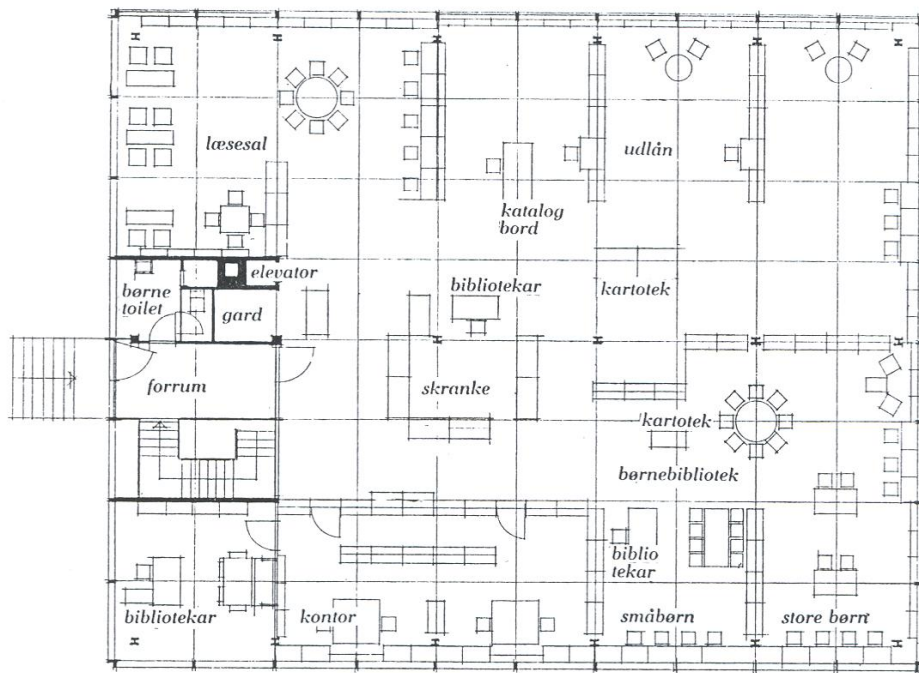 læsesal
udlån
katalog
bord
elevator
børne
toilet
gard
bibliotekar
kartotek
forrum
skranke
kartotek
børnebibliotek
biblio
tekar
bibliotekar
kontor
småbørn
store børn